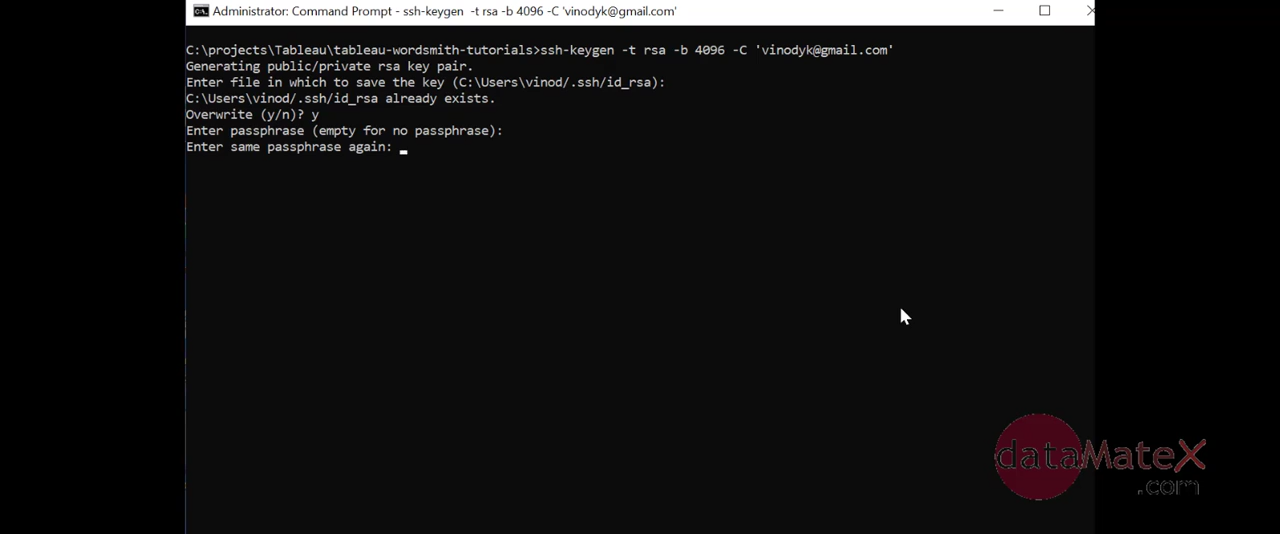 Administrator: Command Prompt - ssh-keygen  -t rsa -b 4096 -C 'vinodyk@gmail.com'
C:\projects\Tableau\tableau-wordsmith-tutorials>ssh-keygen -t rsa -b 4096 -C 'vinodyk@gmail.com'
Generating public/private rsa key pair.
Enter file in which to save the key (C:\Users\vinod/.ssh/id_rsa):
C:\Users\vinod/.ssh/id_rsa already exists.
Overwrite (y/n)? y
Enter passphrase (empty for no passphrase):
Enter same passphrase again:
dataMateX
.com